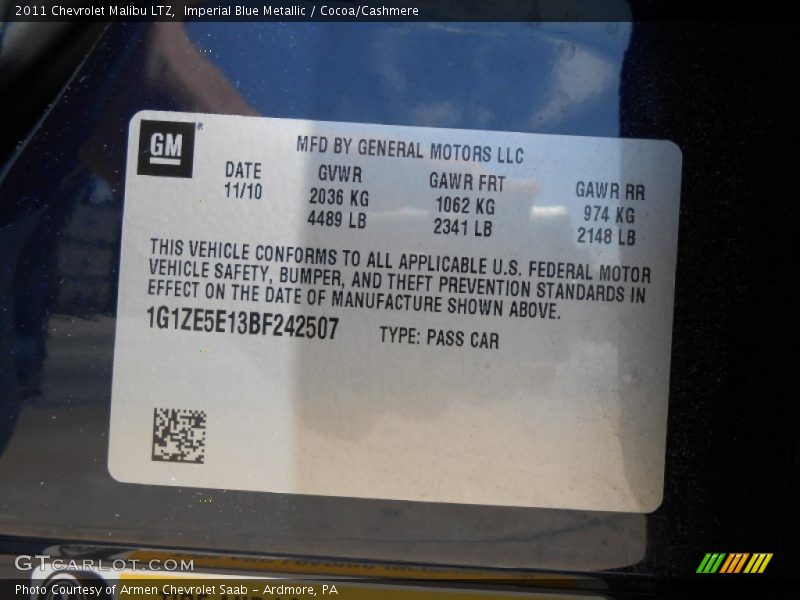 2011 Chevrolet Malibu LTZ,  Imperial Blue Metallic / Cocoa/Cashmere
GM®
MFD BY GENERAL MOTORS LLC
DATE GVWR GAWR FRT GAWR RR
11/10 2036 KG 1062 KG 974 KG
4489 LB 2341 LB 2148 LB
THIS VEHICLE CONFORMS TO ALL APPLICABLE U.S. FEDERAL MOTOR
VEHICLE SAFETY, BUMPER, AND THEFT PREVENTION STANDARDS IN
EFFECT ON THE DATE OF MANUFACTURE SHOWN ABOVE.
1G1ZE5E13BF242507 TYPE: PASS CAR
GTCARLOT.COM
Photo Courtesy of Armen Chevrolet Saab – Ardmore, PA